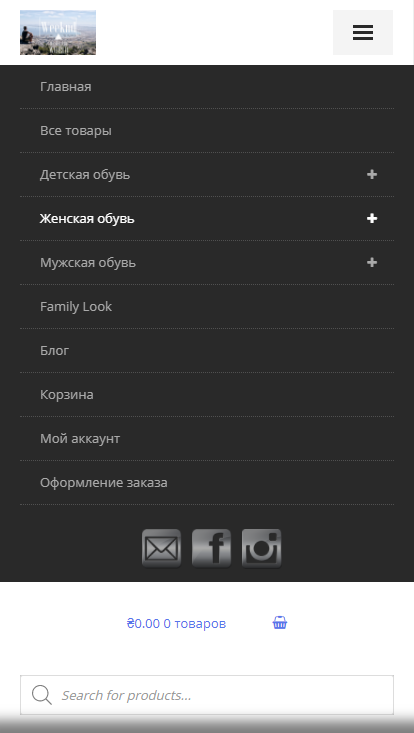 Главная
Все товары
Детская обувь
Женская обувь
Мужская обувь
Family Look
Блог
Корзина
Мой аккаунт
Оформление заказа
₴0.00 0 товаров
Search for products...